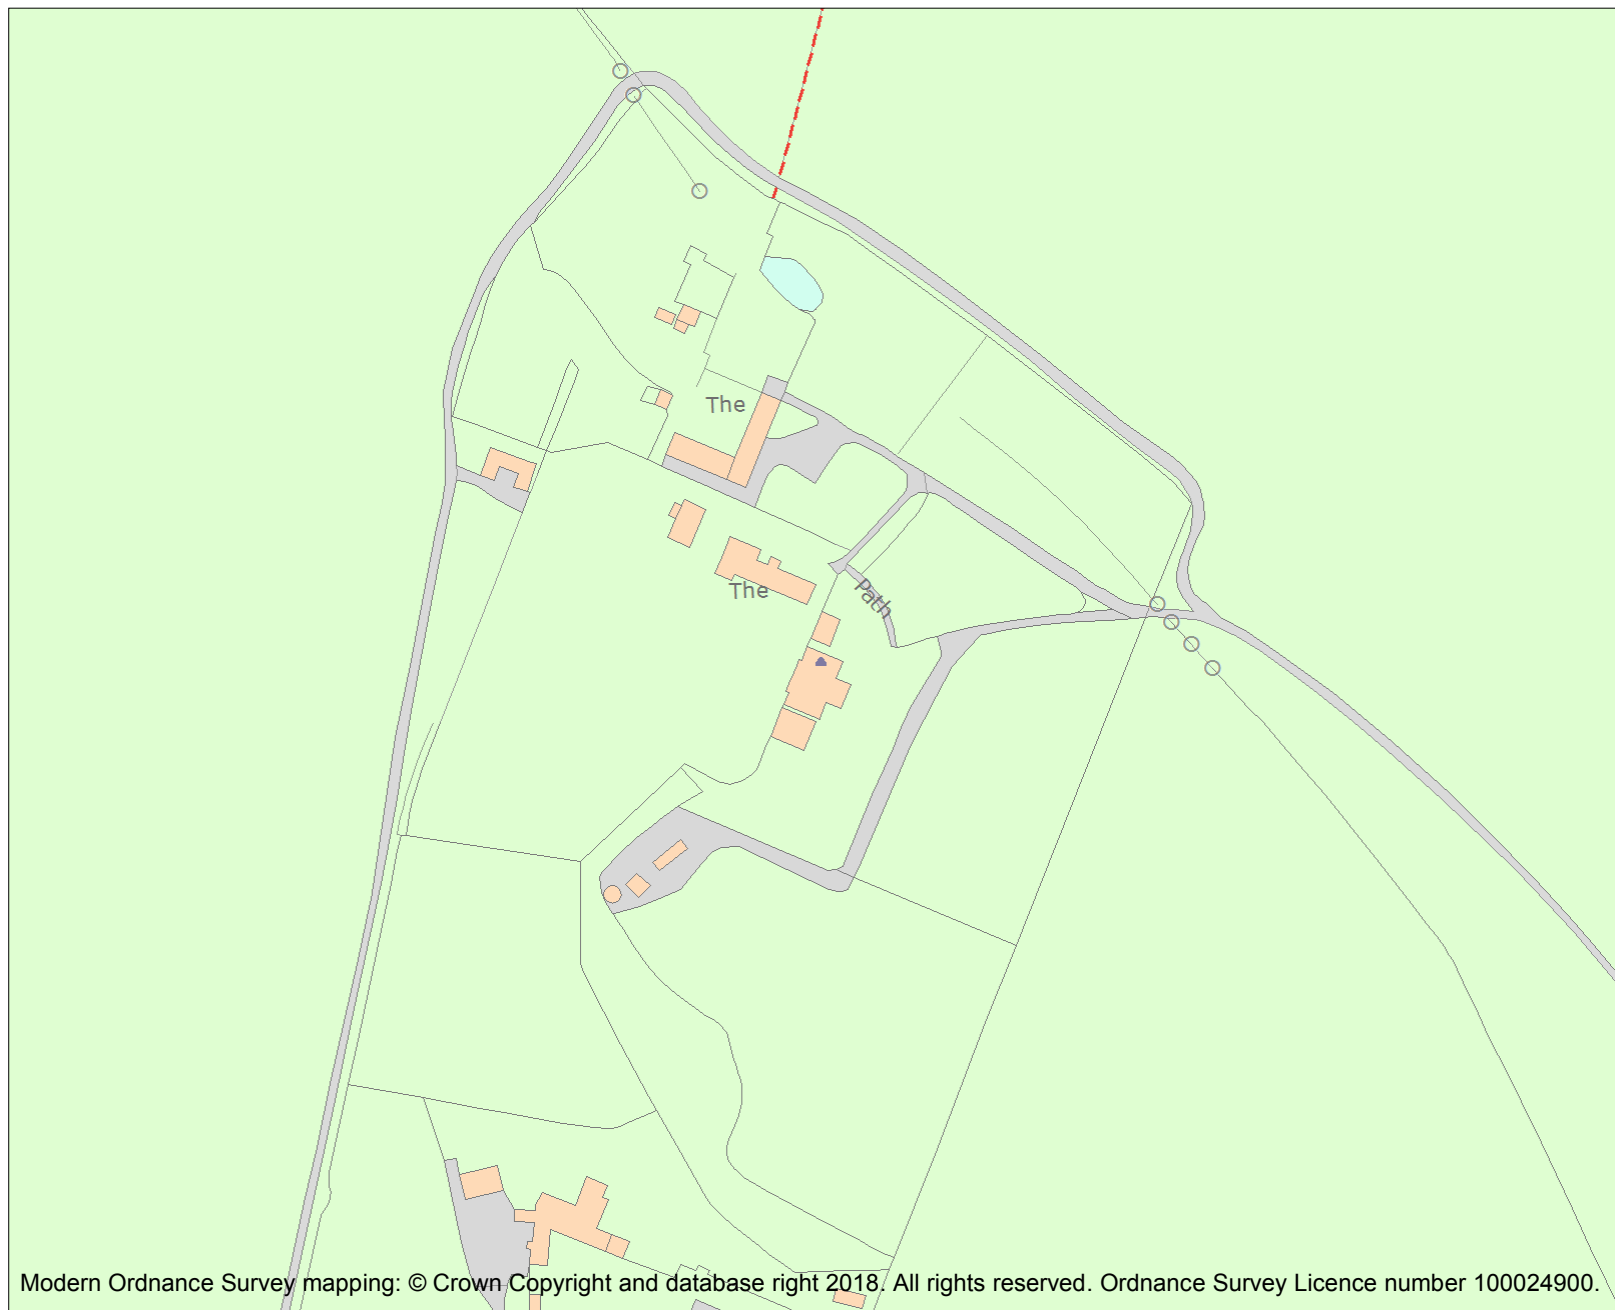 The
The
Path
Modern Ordnance Survey mapping: © Crown Copyright and database right 2018. All rights reserved. Ordnance Survey Licence number 100024900.